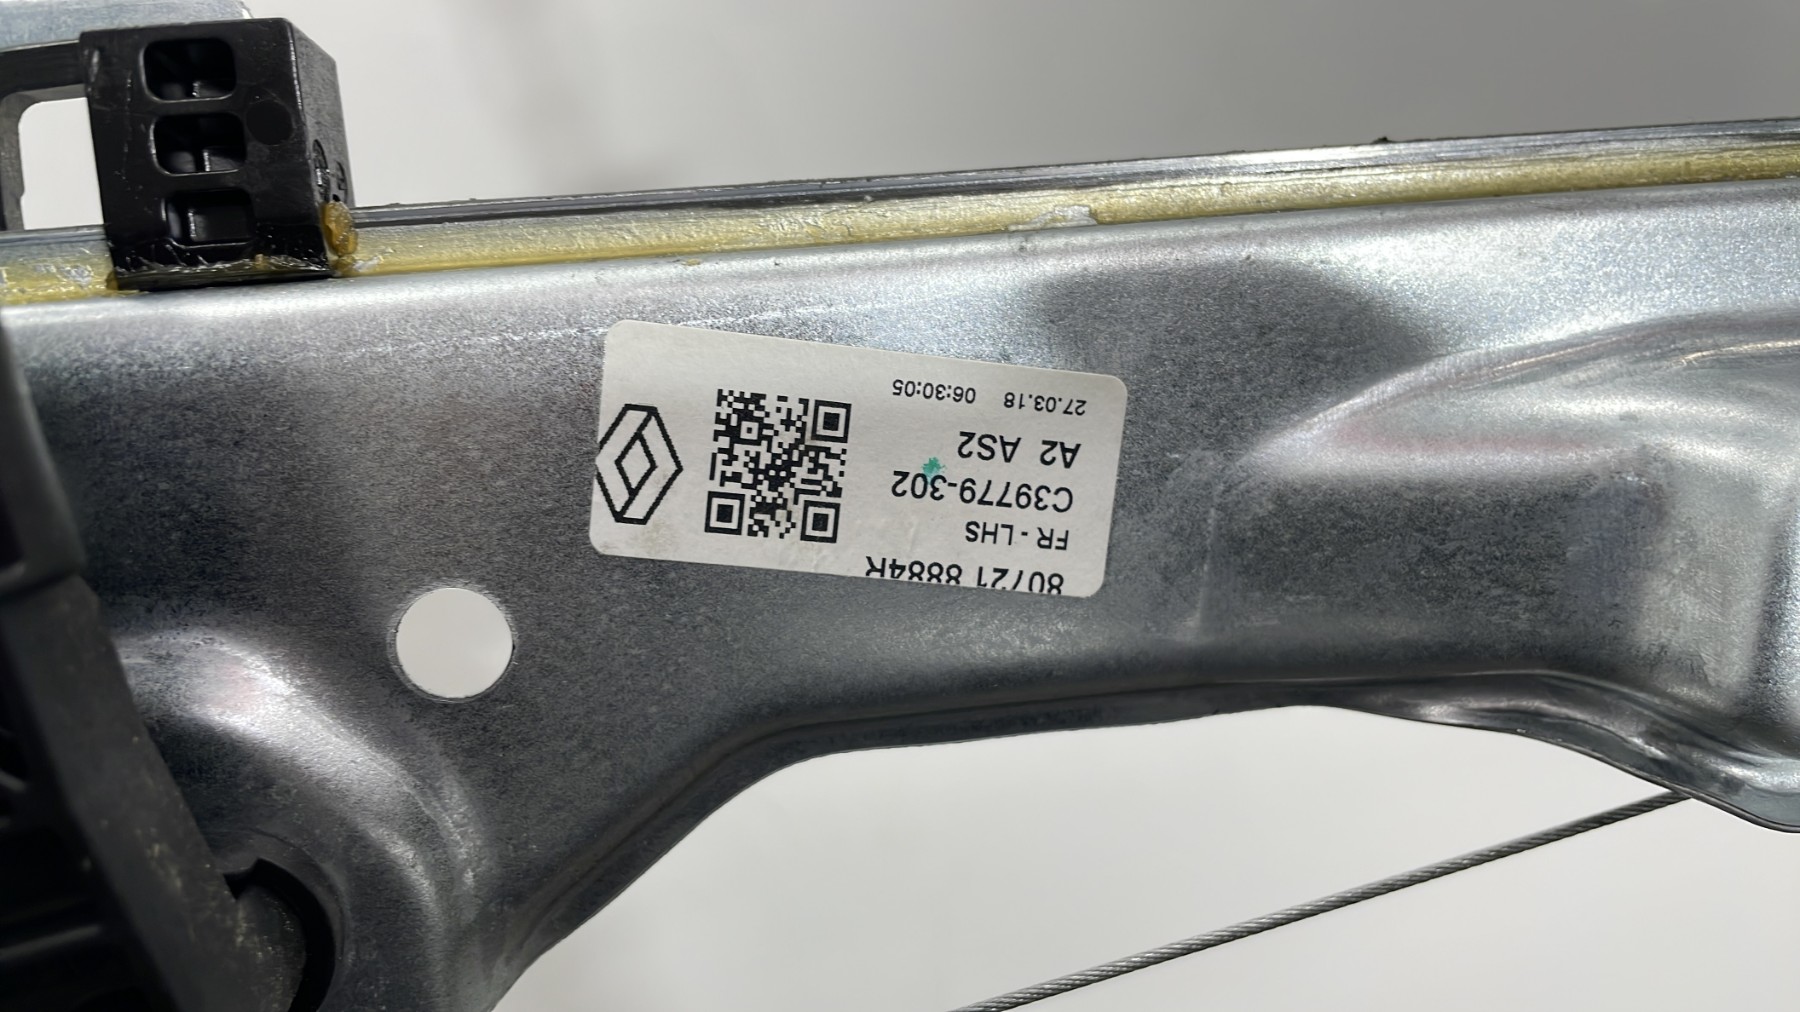 80721 8884R
FR - LHS
C39779-302
A2 AS2
27.03.18 06:30:05